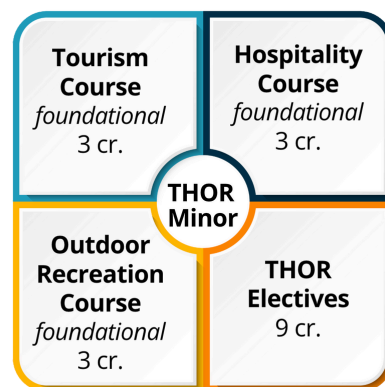 Tourism
Course
foundational
3 cr.
Hospitality
Course
foundational
3 cr.
THOR
Minor
Outdoor
Recreation
Course
foundational
3 cr.
THOR
Electives
9 cr.